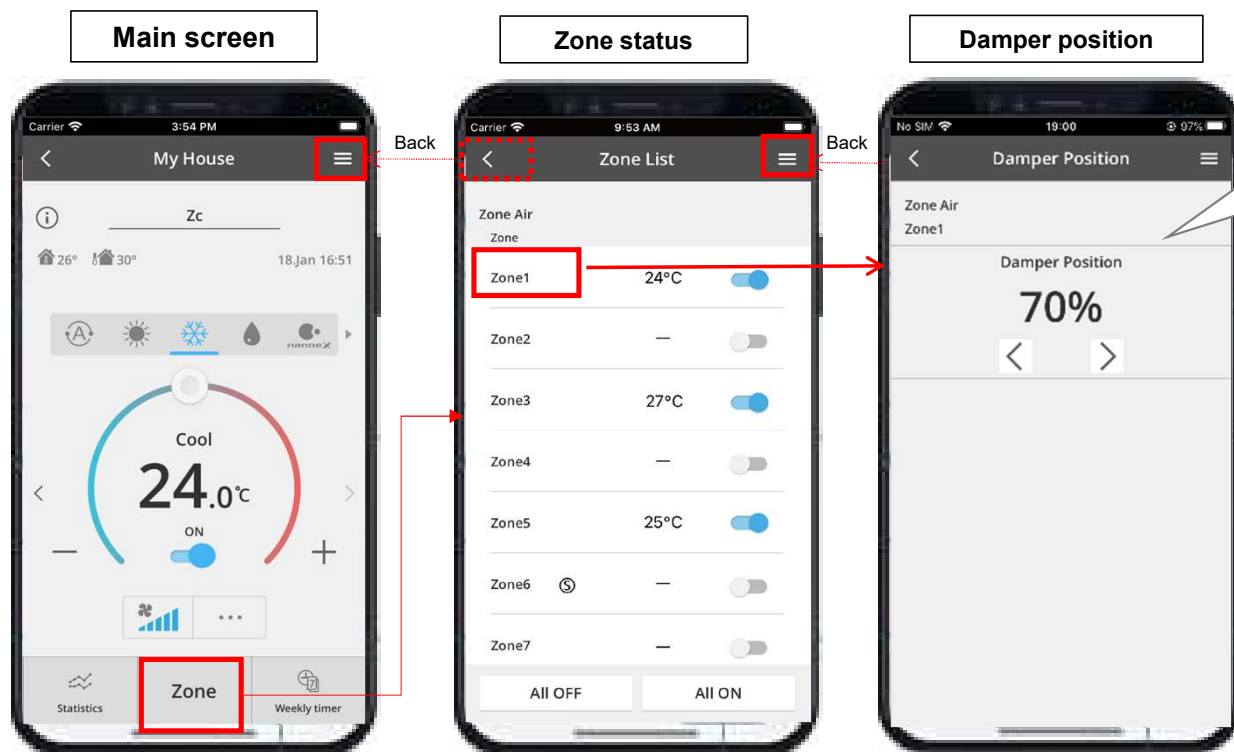 Main screen
Zone status
Damper position
Carrier
3:54 PM
My House
Zc
26° 30°
18.Jan 16:51
A
nanoeX
Cool
24.0℃
ON
Statistics
Zone
7
Weekly timer
Back
Carrier
9:53 AM
Zone List
Zone Air
Zone
Zone1 24°C
Zone2 —
Zone3 27°C
Zone4 —
Zone5 25°C
Zone6 Ⓢ —
Zone7 —
All OFF All ON
Back
No SIM
19:00
97%
Damper Position
Zone Air
Zone1
Damper Position
70%